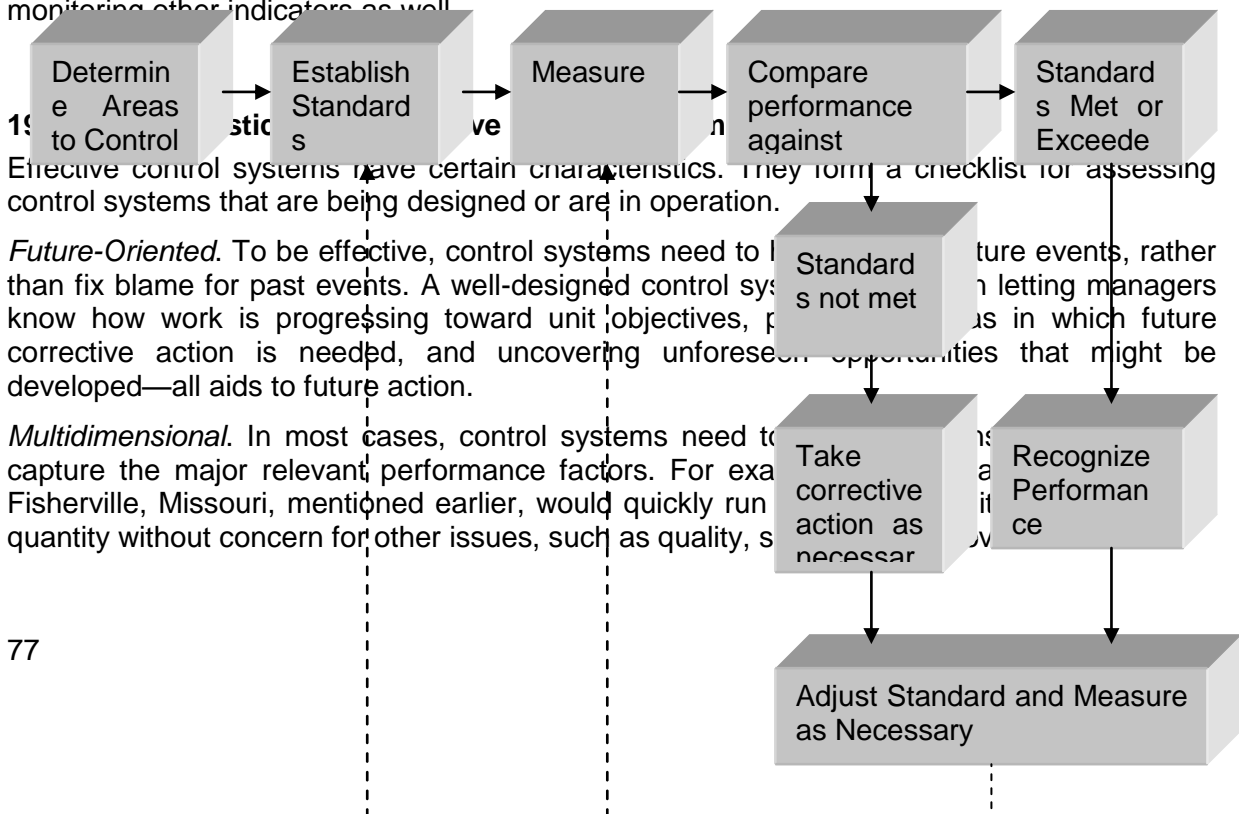 monitoring other indicators as well
Determin
e Areas
to Control
Establish
Standard
s
Measure
Compare
performance
against
Standard
s Met or
Exceede
19
Effective control systems have certain characteristics. They form a checklist for assessing
control systems that are being designed or are in operation.
Future-Oriented. To be effective, control systems need to ture events, rather
than fix blame for past events. A well-designed control sys n letting managers
know how work is progressing toward unit objectives, p as in which future
corrective action is needed, and uncovering unforeseen opportunities that might be
developed—all aids to future action.
Standard
s not met
Multidimensional. In most cases, control systems need to
capture the major relevant performance factors. For exa
Fisherville, Missouri, mentioned earlier, would quickly run it
quantity without concern for other issues, such as quality, s
Take
corrective
action as
necessar
Recognize
Performan
ce
77
Adjust Standard and Measure
as Necessary